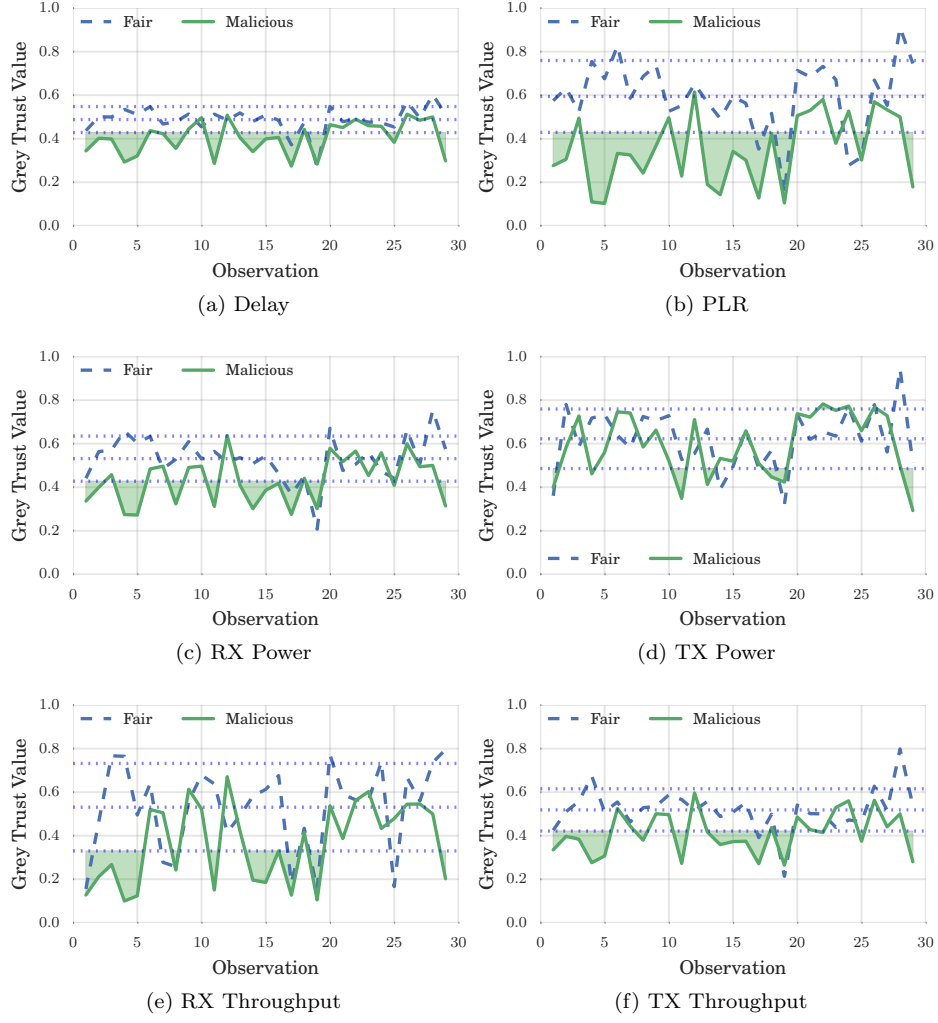 Fair Malicious
1.0
0.8
0.6
0.4
0.2
0.0
Grey Trust Value
0 5 10 15 20 25 30
Observation
(a) Delay
Fair Malicious
1.0
0.8
0.6
0.4
0.2
0.0
Grey Trust Value
0 5 10 15 20 25 30
Observation
(b) PLR
Fair Malicious
1.0
0.8
0.6
0.4
0.2
0.0
Grey Trust Value
0 5 10 15 20 25 30
Observation
(c) RX Power
1.0
0.8
0.6
0.4
0.2
0.0
Grey Trust Value
Fair Malicious
0 5 10 15 20 25 30
Observation
(d) TX Power
Fair Malicious
1.0
0.8
0.6
0.4
0.2
0.0
Grey Trust Value
0 5 10 15 20 25 30
Observation
(e) RX Throughput
Fair Malicious
1.0
0.8
0.6
0.4
0.2
0.0
Grey Trust Value
0 5 10 15 20 25 30
Observation
(f) TX Throughput